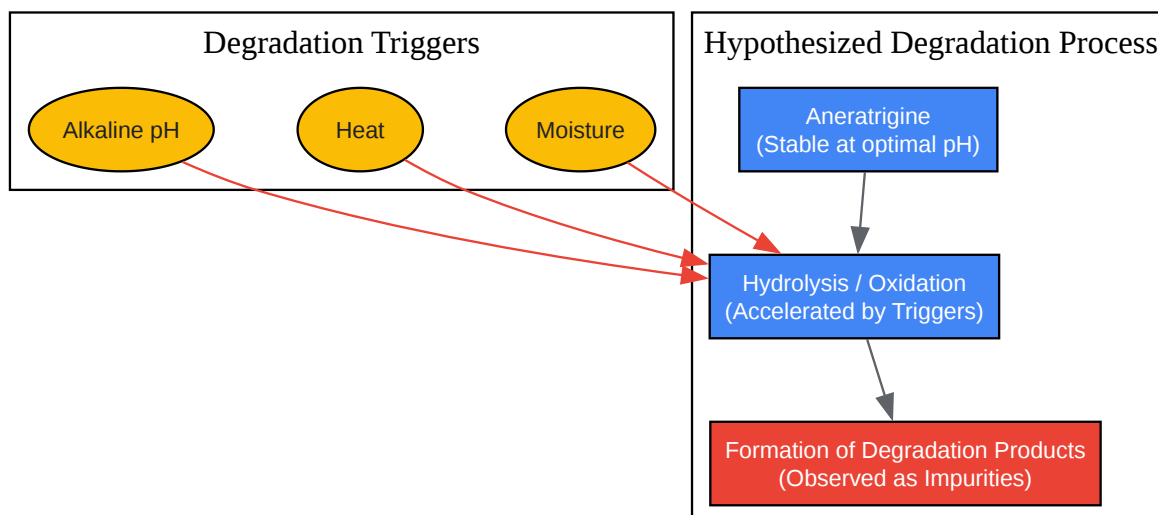 Degradation Triggers
Alkaline pH
Heat
Moisture
Hypothesized Degradation Process
Aneratrigine
(Stable at optimal pH)
Hydrolysis / Oxidation
(Accelerated by Triggers)
Formation of Degradation Products
(Observed as Impurities)